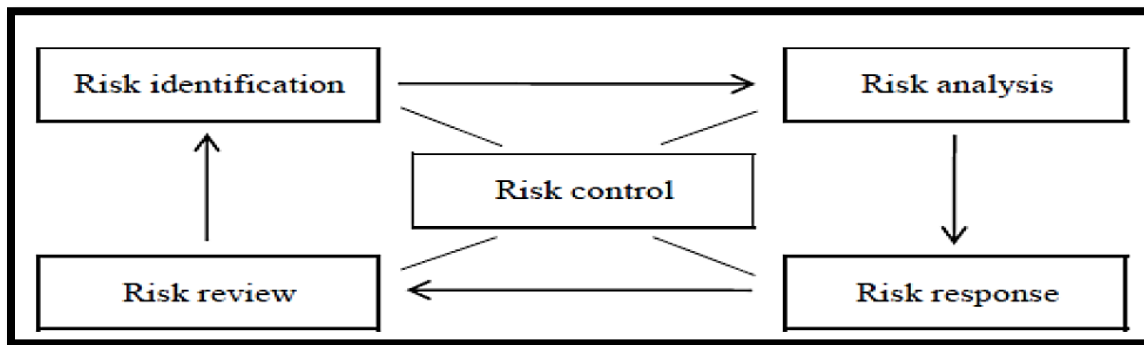 Risk identification
Risk analysis
Risk control
Risk review
Risk response